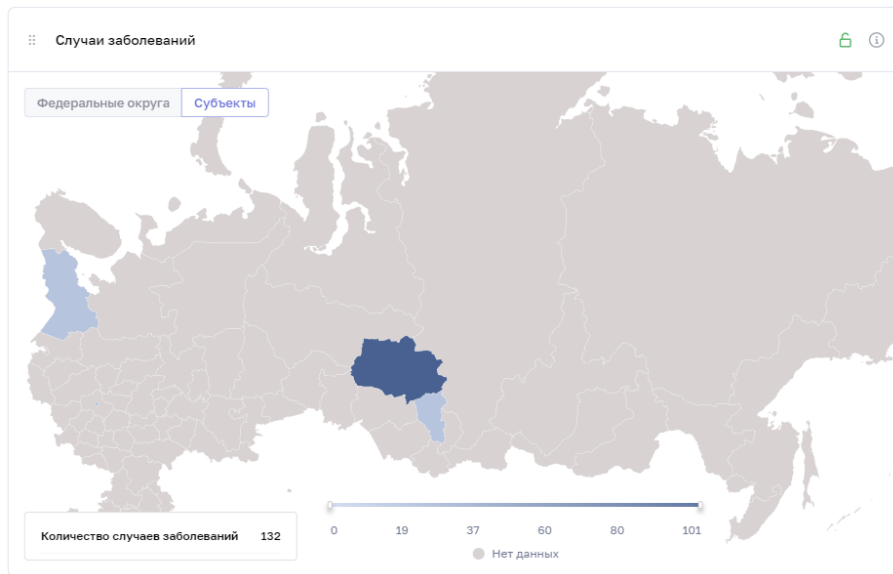 Случаи заболеваний
Федеральные округа Субъекты
Количество случаев заболеваний 132
0 19 37 60 80 101
Нет данных